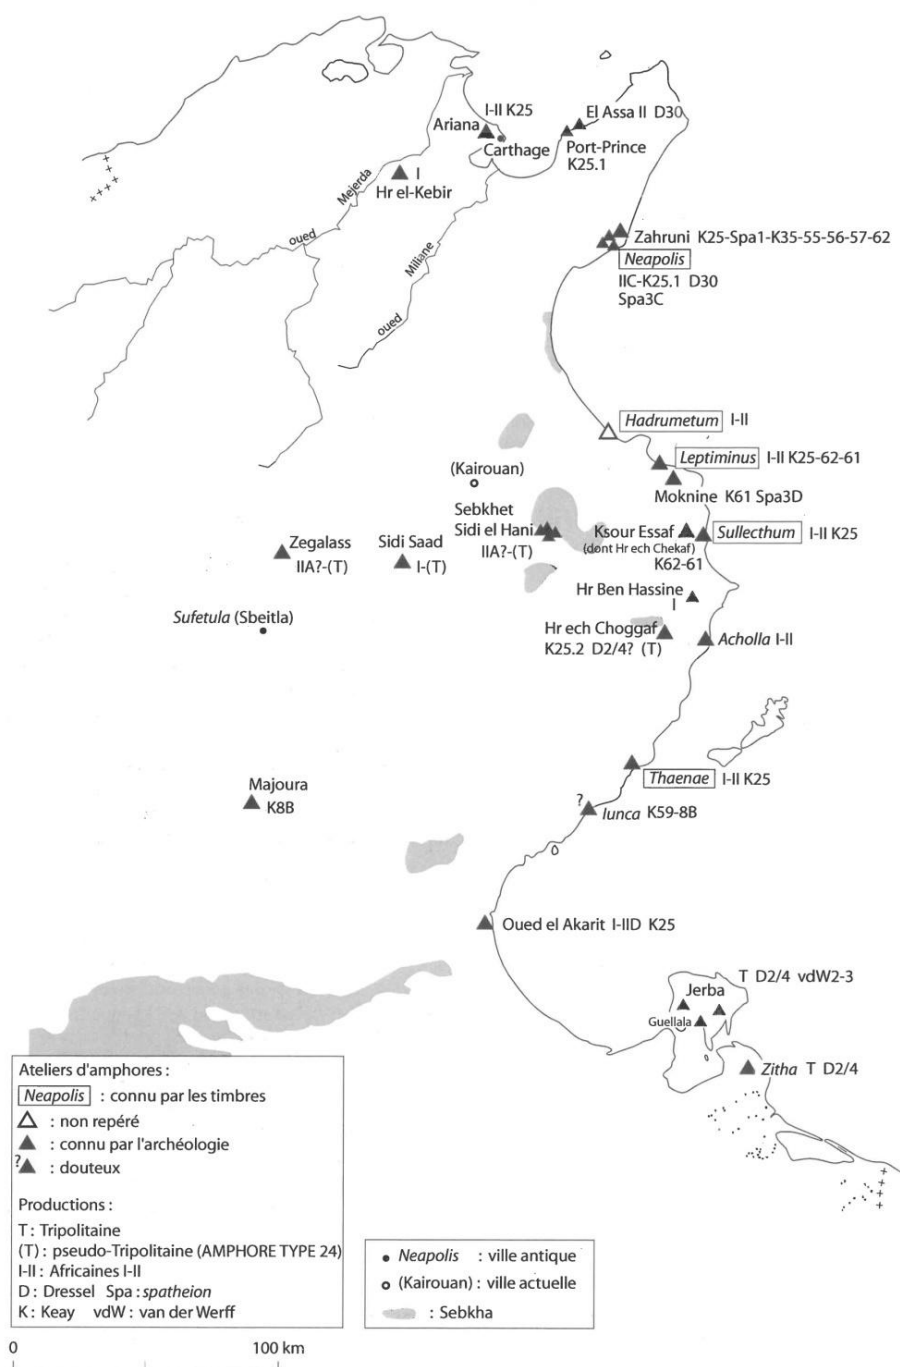 I-II K25
Ariana
Carthage
El Assa II D30
Port-Prince
K25.1
I
Hr el-Kebir
Mejerda
oued
Miliane
oued
Zahruni K25-Spa1-K35-55-56-57-62
Neapolis
IIC-K25.1 D30
Spa3C
Hadrumetum I-II
Leptiminus I-II K25-62-61
Moknine K61 Spa3D
(Kairouan)
Sebkhet
Sidi el Hani
IIA?-(T)
Ksour Essaf
(dont Hr ech Chekaf)
K62-61
Sullecthum I-II K25
Zegalass
IIA?-(T)
Sidi Saad
I-(T)
Hr Ben Hassine
I
Sufetula (Sbeitla)
Hr ech Choggaf
K25.2 D2/4? (T)
Acholla I-II
Thaenae I-II K25
Majoura
K8B
?
Iunca K59-8B
Oued el Akarit I-IID K25
T D2/4 vdW2-3
Jerba
Guellala
Zitha T D2/4
Ateliers d'amphores :
Neapolis : connu par les timbres
: non repéré
: connu par l'archéologie
? : douteux
Productions :
T : Tripolitaine
(T) : pseudo-Tripolitaine (AMPHORE TYPE 24)
I-II : Africaines I-II
D : Dressel Spa : spatheion
K : Keay vdW : van der Werff
Neapolis : ville antique
(Kairouan) : ville actuelle
: Sebkha
0 100 km